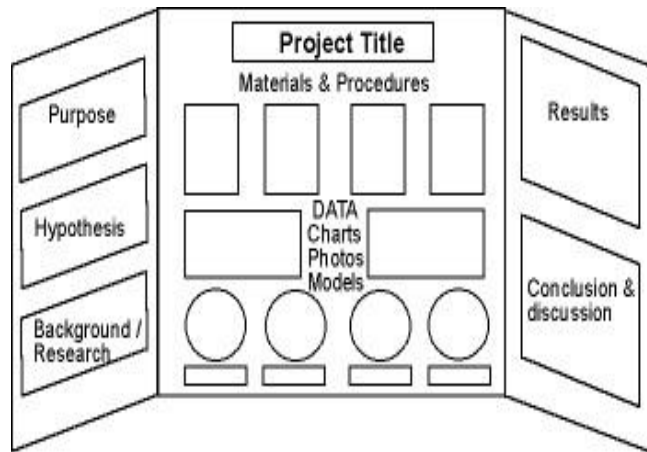 Project Title
Materials & Procedures
Purpose
Hypothesis
Background /
Research
DATA
Charts
Photos
Models
Results
Conclusion &
discussion